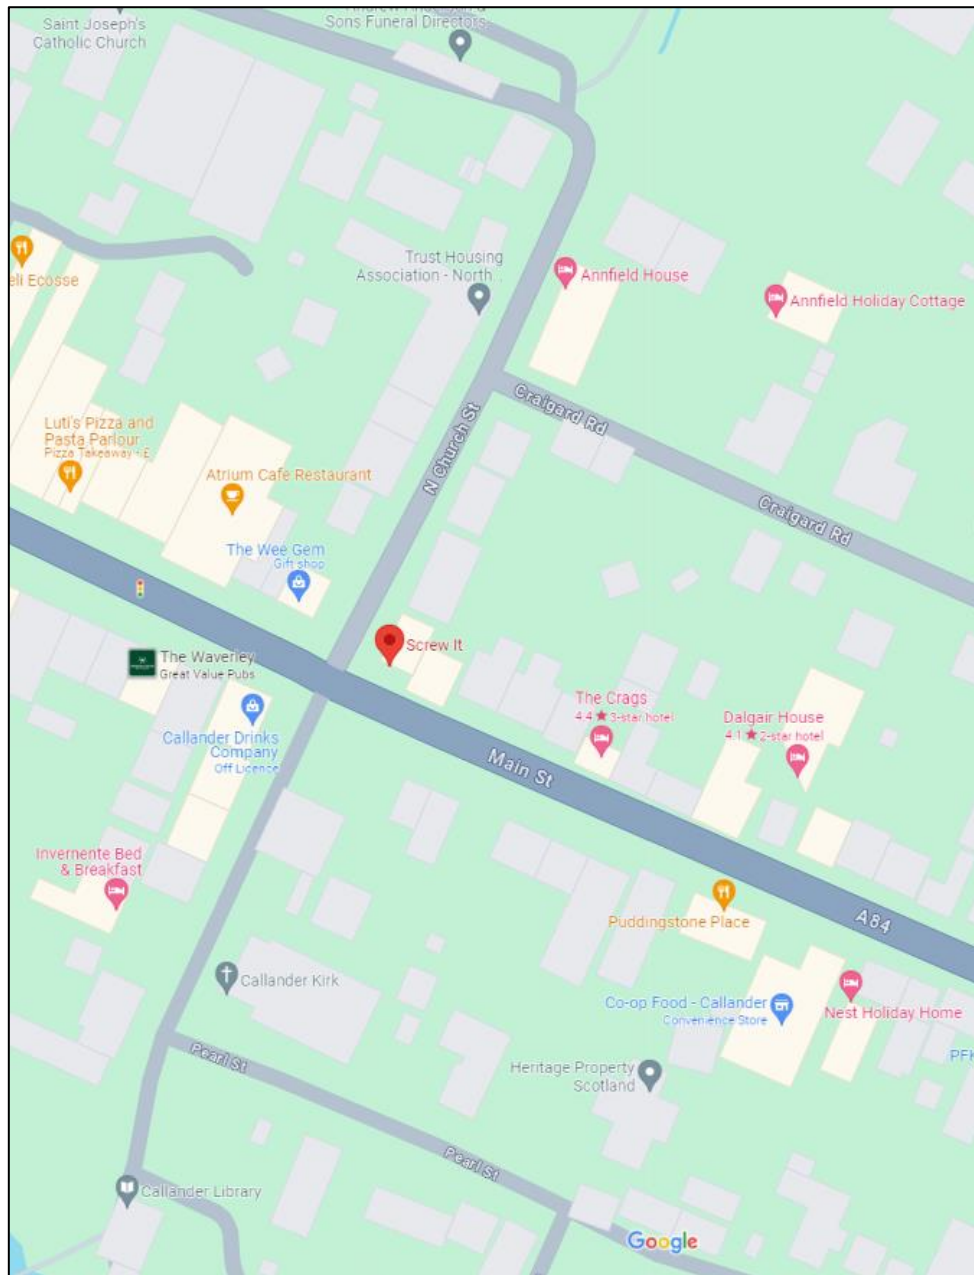 Saint Joseph's
Catholic Church
Sons Funeral Directors
Trust Housing
Association - North ..
Annfield House
Annfield Holiday Cottage
eli Ecosse
Craigard Rd
N Church St
Luti's Pizza and
Pasta Parlour
Pizza Takeaway · £
Atrium Cafe Restaurant
Craigard Rd
The Wee Gem
Gift shop
Screw It
The Waverley
Great Value Pubs
The Crags
4.4 ★ 3-star hotel
Dalgair House
4.1 ★ 2-star hotel
Callander Drinks
Company
Off Licence
Main St
Invernente Bed
& Breakfast
Puddingstone Place
A84
Callander Kirk
Co-op Food - Callander
Convenience Store
Nest Holiday Home
Pearl St
PFK
Heritage Property
Scotland
Pearl St
Callander Library
Google